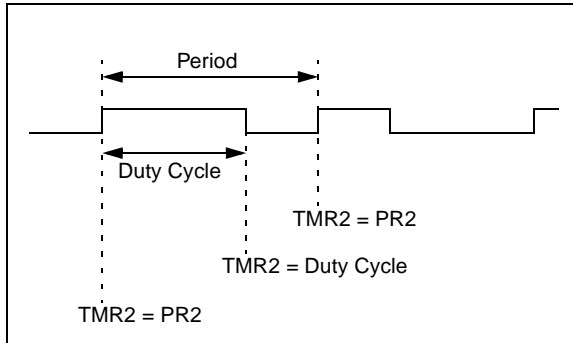 Period
Duty Cycle
TMR2 = PR2
TMR2 = Duty Cycle
TMR2 = PR2